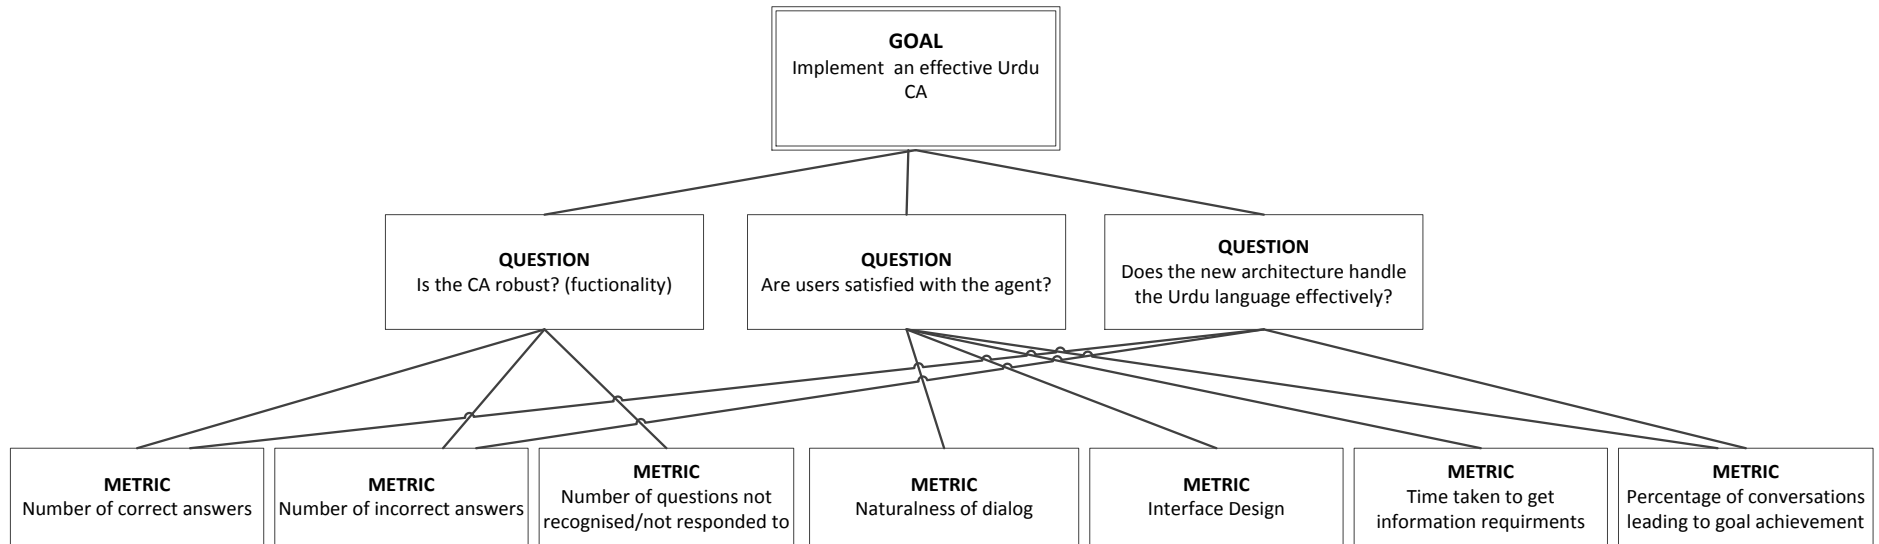 GOAL
Implement  an effective Urdu
CA
QUESTION
Is the CA robust? (fuctionality)
QUESTION
Are users satisfied with the agent?
QUESTION
Does the new architecture handle
the Urdu language effectively?
METRIC
Number of correct answers
METRIC
Number of incorrect answers
METRIC
Number of questions not
recognised/not responded to
METRIC
Naturalness of dialog
METRIC
Interface Design
METRIC
Time taken to get
information requirments
METRIC
Percentage of conversations
leading to goal achievement